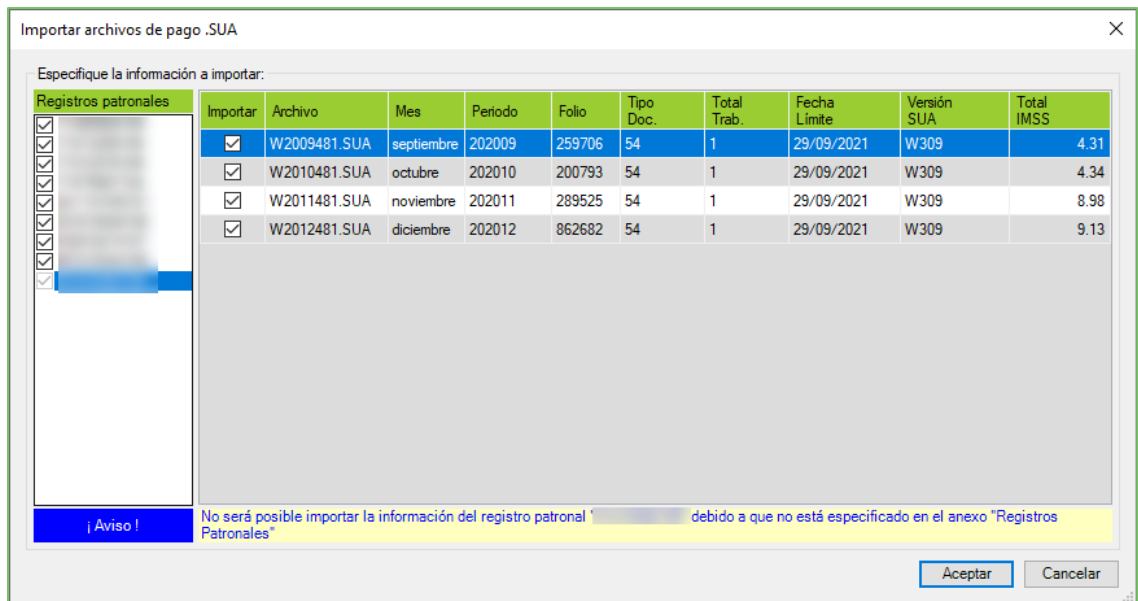 Importar archivos de pago .SUA
Especifique la información a importar:
Registros patronales
Importar Archivo Mes Periodo Folio Tipo Doc. Total Trab. Fecha Límite Versión SUA Total IMSS
W2009481.SUA septiembre 202009 259706 54 1 29/09/2021 W309 4.31
W2010481.SUA octubre 202010 200793 54 1 29/09/2021 W309 4.34
W2011481.SUA noviembre 202011 289525 54 1 29/09/2021 W309 8.98
W2012481.SUA diciembre 202012 862682 54 1 29/09/2021 W309 9.13
¡ Aviso !
No será posible importar la información del registro patronal ' debido a que no está especificado en el anexo "Registros
Patronales"
Aceptar Cancelar